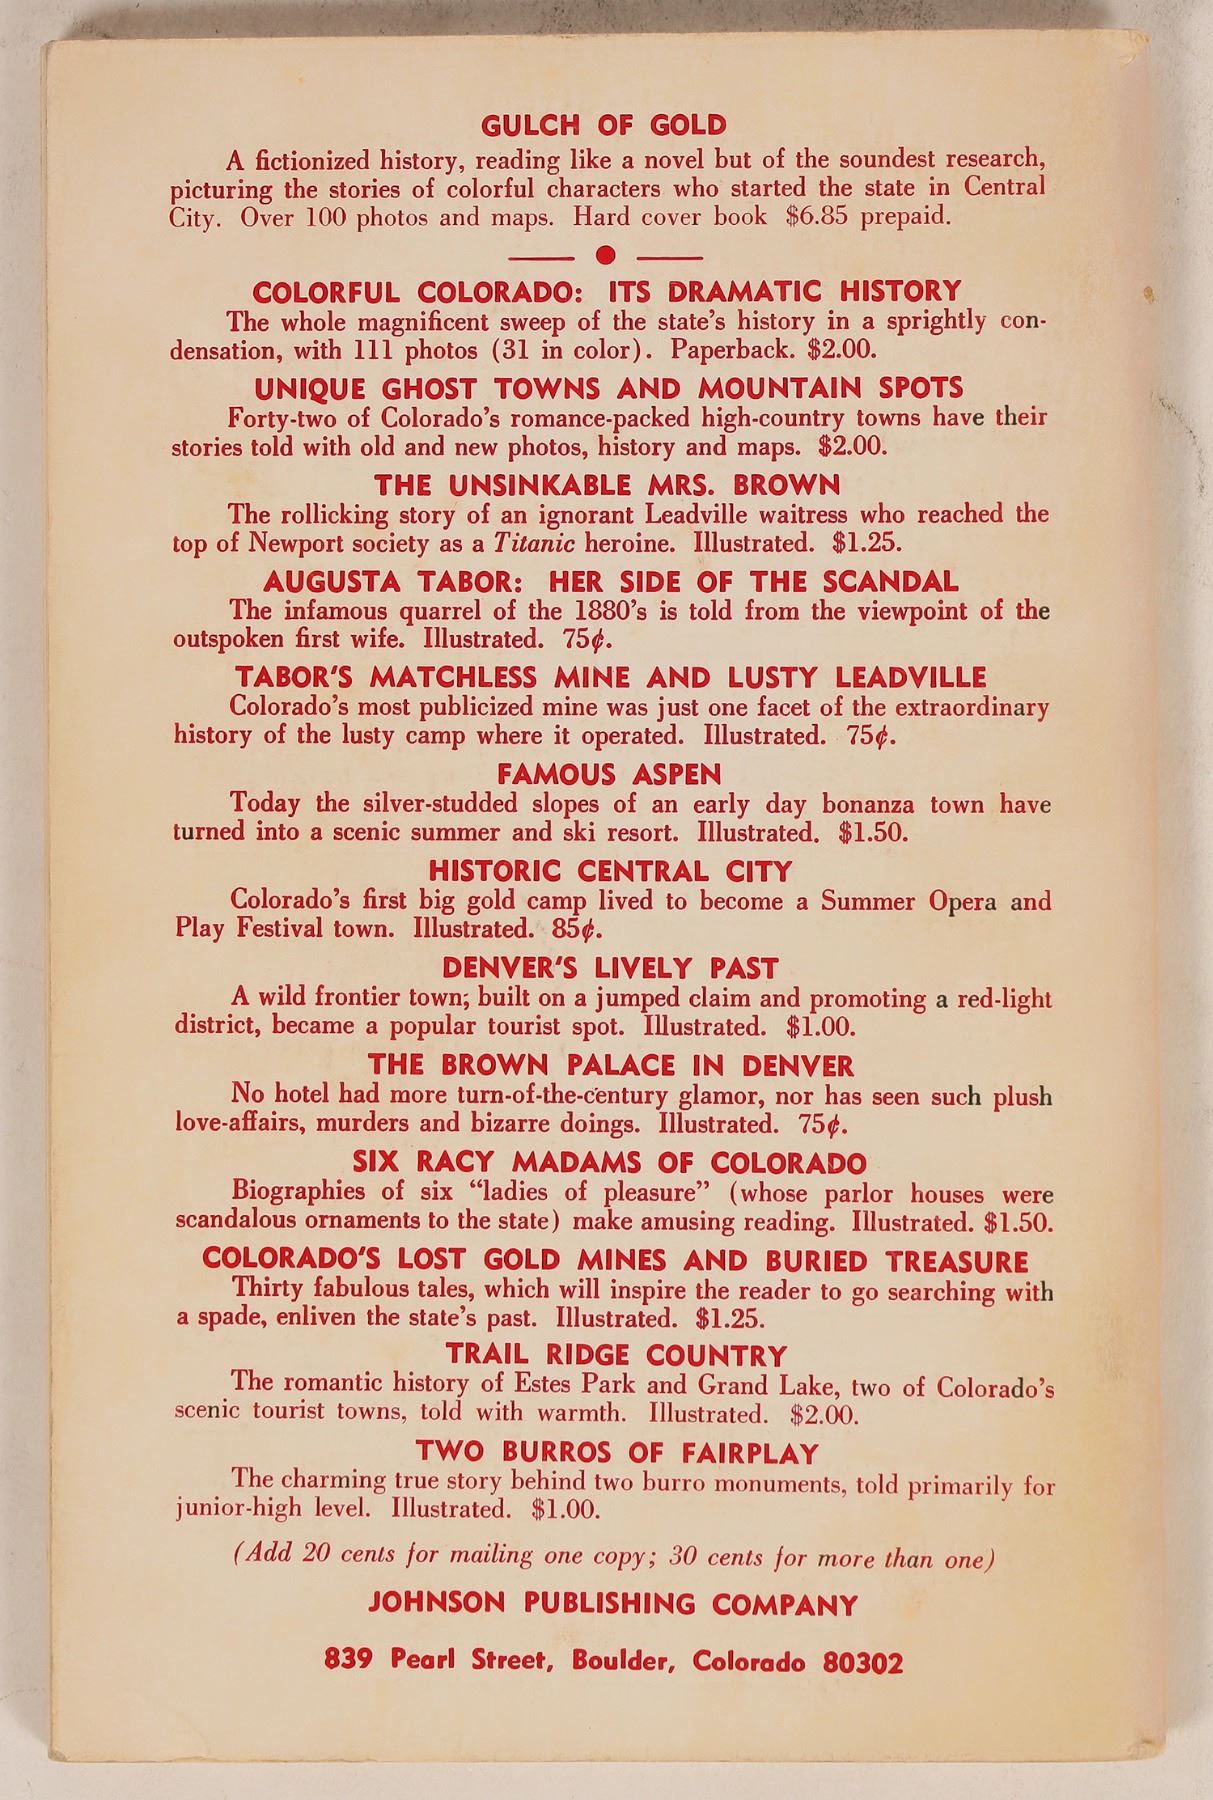 GULCH OF GOLD
A fictionized history, reading like a novel but of the soundest research,
picturing the stories of colorful characters who started the state in Central
City. Over 100 photos and maps. Hard cover book $6.85 prepaid.
COLORFUL COLORADO: ITS DRAMATIC HISTORY
The whole magnificent sweep of the state's history in a sprightly con-
densation, with 111 photos (31 in color). Paperback. $2.00.
UNIQUE GHOST TOWNS AND MOUNTAIN SPOTS
Forty-two of Colorado's romance-packed high-country towns have their
stories told with old and new photos, history and maps. $2.00.
THE UNSINKABLE MRS. BROWN
The rollicking story of an ignorant Leadville waitress who reached the
top of Newport society as a Titanic heroine. Illustrated. $1.25.
AUGUSTA TABOR: HER SIDE OF THE SCANDAL
The infamous quarrel of the 1880's is told from the viewpoint of the
outspoken first wife. Illustrated. 75¢.
TABOR'S MATCHLESS MINE AND LUSTY LEADVILLE
Colorado's most publicized mine was just one facet of the extraordinary
history of the lusty camp where it operated. Illustrated. 75¢.
FAMOUS ASPEN
Today the silver-studded slopes of an early day bonanza town have
turned into a scenic summer and ski resort. Illustrated. $1.50.
HISTORIC CENTRAL CITY
Colorado's first big gold camp lived to become a Summer Opera and
Play Festival town. Illustrated. 85¢.
DENVER'S LIVELY PAST
A wild frontier town; built on a jumped claim and promoting a red-light
district, became a popular tourist spot. Illustrated. $1.00.
THE BROWN PALACE IN DENVER
No hotel had more turn-of-the-century glamor, nor has seen such plush
love-affairs, murders and bizarre doings. Illustrated. 75¢.
SIX RACY MADAMS OF COLORADO
Biographies of six “ladies of pleasure” (whose parlor houses were
scandalous ornaments to the state) make amusing reading. Illustrated. $1.50.
COLORADO'S LOST GOLD MINES AND BURIED TREASURE
Thirty fabulous tales, which will inspire the reader to go searching with
a spade, enliven the state's past. Illustrated. $1.25.
TRAIL RIDGE COUNTRY
The romantic history of Estes Park and Grand Lake, two of Colorado's
scenic tourist towns, told with warmth. Illustrated. $2.00.
TWO BURROS OF FAIRPLAY
The charming true story behind two burro monuments, told primarily for
junior-high level. Illustrated. $1.00.
(Add 20 cents for mailing one copy; 30 cents for more than one)
JOHNSON PUBLISHING COMPANY
839 Pearl Street, Boulder, Colorado 80302